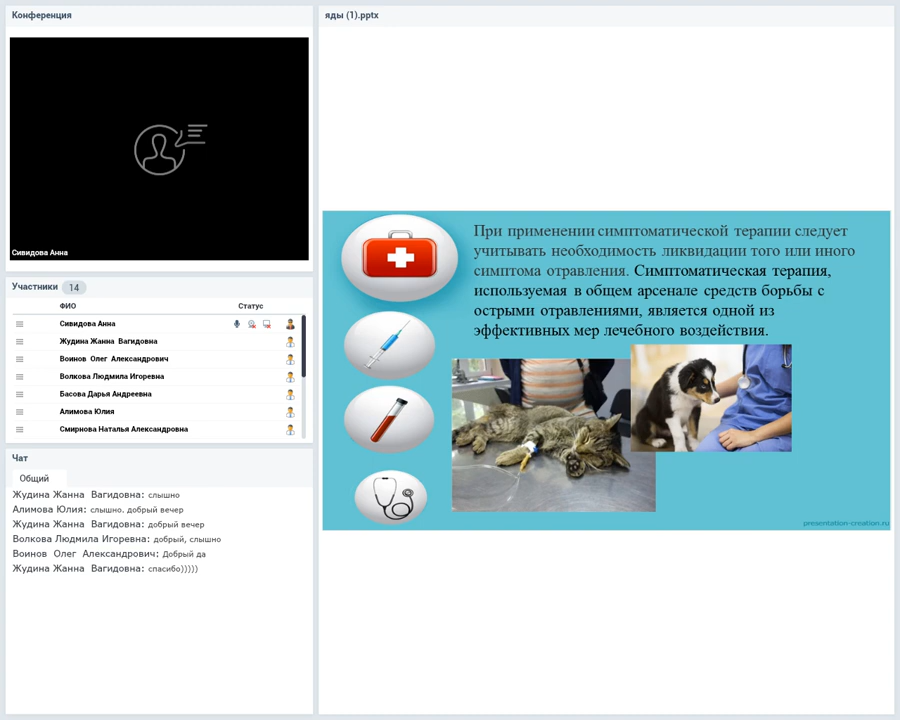 Конференция
Сивидова Анна
Участники 14
ФИО Статус
Сивидова Анна
Жудина Жанна Вагидовна
Воинов Олег Александрович
Волкова Людмила Игоревна
Басова Дарья Андреевна
Алимова Юлия
Смирнова Наталья Александровна
Чат
Общий
Жудина Жанна Вагидовна: слышно
Алимова Юлия: слышно. добрый вечер
Жудина Жанна Вагидовна: добрый вечер
Волкова Людмила Игоревна: добрый, слышно
Воинов Олег Александрович: Добрый да
Жудина Жанна Вагидовна: спасибо)))))
яды (1).pptx
При применении симптоматической терапии следует
учитывать необходимость ликвидации того или иного
симптома отравления. Симптоматическая терапия,
используемая в общем арсенале средств борьбы с
острыми отравлениями, является одной из
эффективных мер лечебного воздействия.
presentation-creation.ru